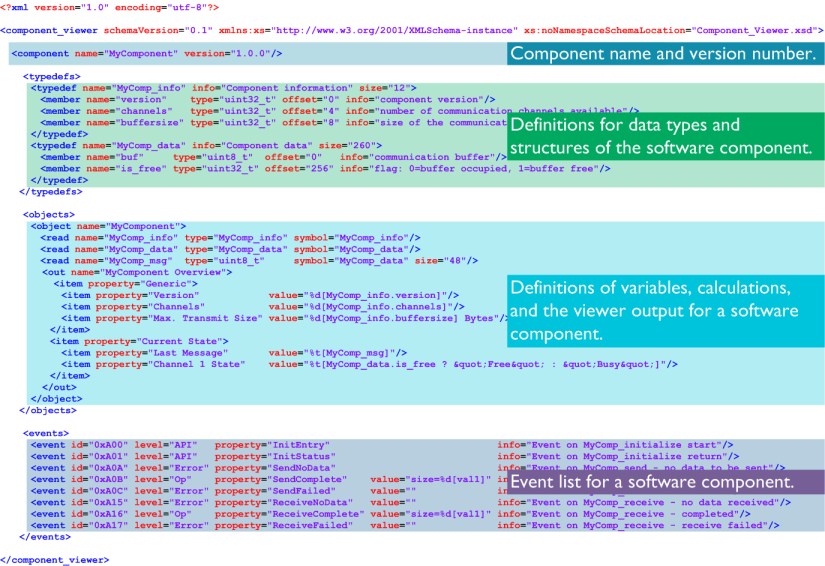 <?xml version="1.0" encoding="utf-8"?>
<component_viewer schemaVersion="0.1" xmlns:xs="http://www.w3.org/2001/XMLSchema-instance" xs:noNamespaceSchemaLocation="Component_Viewer.xsd">
<component name="MyComponent" version="1.0.0"/>
Component name and version number.
<typedefs>
<typedef name="MyComp_info" info="Component information" size="12">
<member name="version" type="uint32_t" offset="0" info="component version"/>
<member name="channels" type="uint32_t" offset="4" info="number of communication channels available"/>
<member name="buffersize" type="uint32_t" offset="8" info="size of the communicat
</typedef>
<typedef name="MyComp_data" info="Component data" size="260">
<member name="buf" type="uint8_t" offset="0" info="communication buffer"/>
<member name="is_free" type="uint32_t" offset="256" info="flag: 0=buffer occupied, 1=buffer free"/>
</typedef>
</typedefs>
Definitions for data types and
structures of the software component.
<objects>
<object name="MyComponent">
<read name="MyComp_info" type="MyComp_info" symbol="MyComp_info"/>
<read name="MyComp_data" type="MyComp_data" symbol="MyComp_data"/>
<read name="MyComp_msg" type="uint8_t" symbol="MyComp_data" size="48"/>
<out name="MyComponent Overview">
<item property="Generic">
<item property="Version" value="%d[MyComp_info.version]"/>
<item property="Channels" value="%d[MyComp_info.channels]"/>
<item property="Max. Transmit Size" value="%d[MyComp_info.buffersize] Bytes"/>
</item>
<item property="Current State">
<item property="Last Message" value="%t[MyComp_msg]"/>
<item property="Channel 1 State" value="%t[MyComp_data.is_free ? &quot;Free&quot; : &quot;Busy&quot;]"/>
</item>
</out>
</object>
</objects>
Definitions of variables, calculations,
and the viewer output for a software
component.
<events>
<event id="0xA00" level="API" property="InitEntry" info="Event on MyComp_initialize start"/>
<event id="0xA01" level="API" property="InitStatus" info="Event on MyComp_initialize return"/>
<event id="0xA0A" level="Error" property="SendNoData" info="Event on MyComp_send - no data to be sent"/>
<event id="0xA0B" level="Op" property="SendComplete" value="size=%d[val1]"
<event id="0xA0C" level="Error" property="SendFailed" value=""
<event id="0xA15" level="Error" property="ReceiveNoData" value="" info="Event on MyComp_receive - no data received"/>
<event id="0xA16" level="Op" property="ReceiveComplete" value="size=%d[val1]" info="Event on MyComp_receive - completed"/>
<event id="0xA17" level="Error" property="ReceiveFailed" value="" info="Event on MyComp_receive - receive failed"/>
</events>
Event list for a software component.
</component_viewer>